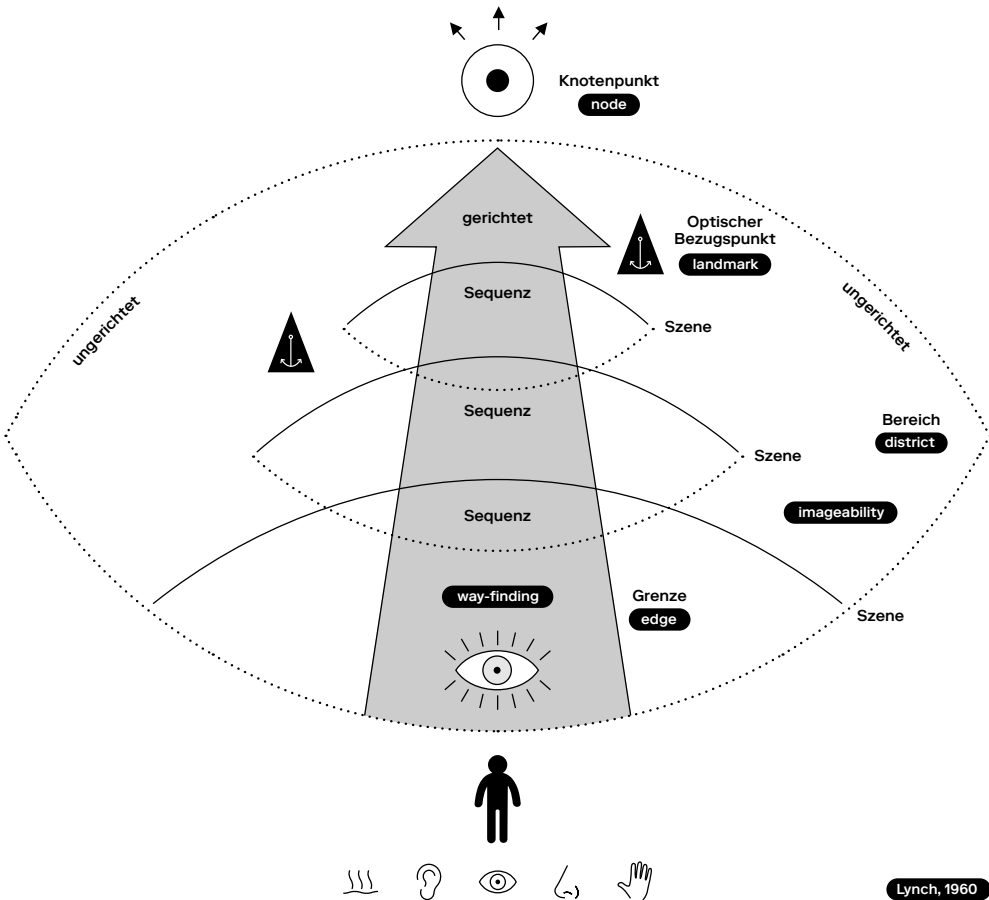 Knotenpunkt
node
gerichtet
Optischer
Bezugspunkt
landmark
ungerichtet
ungerichtet
Sequenz
Szene
Sequenz
Bereich
district
Szene
imageability
Sequenz
way-finding
Grenze
edge
Szene
Lynch, 1960